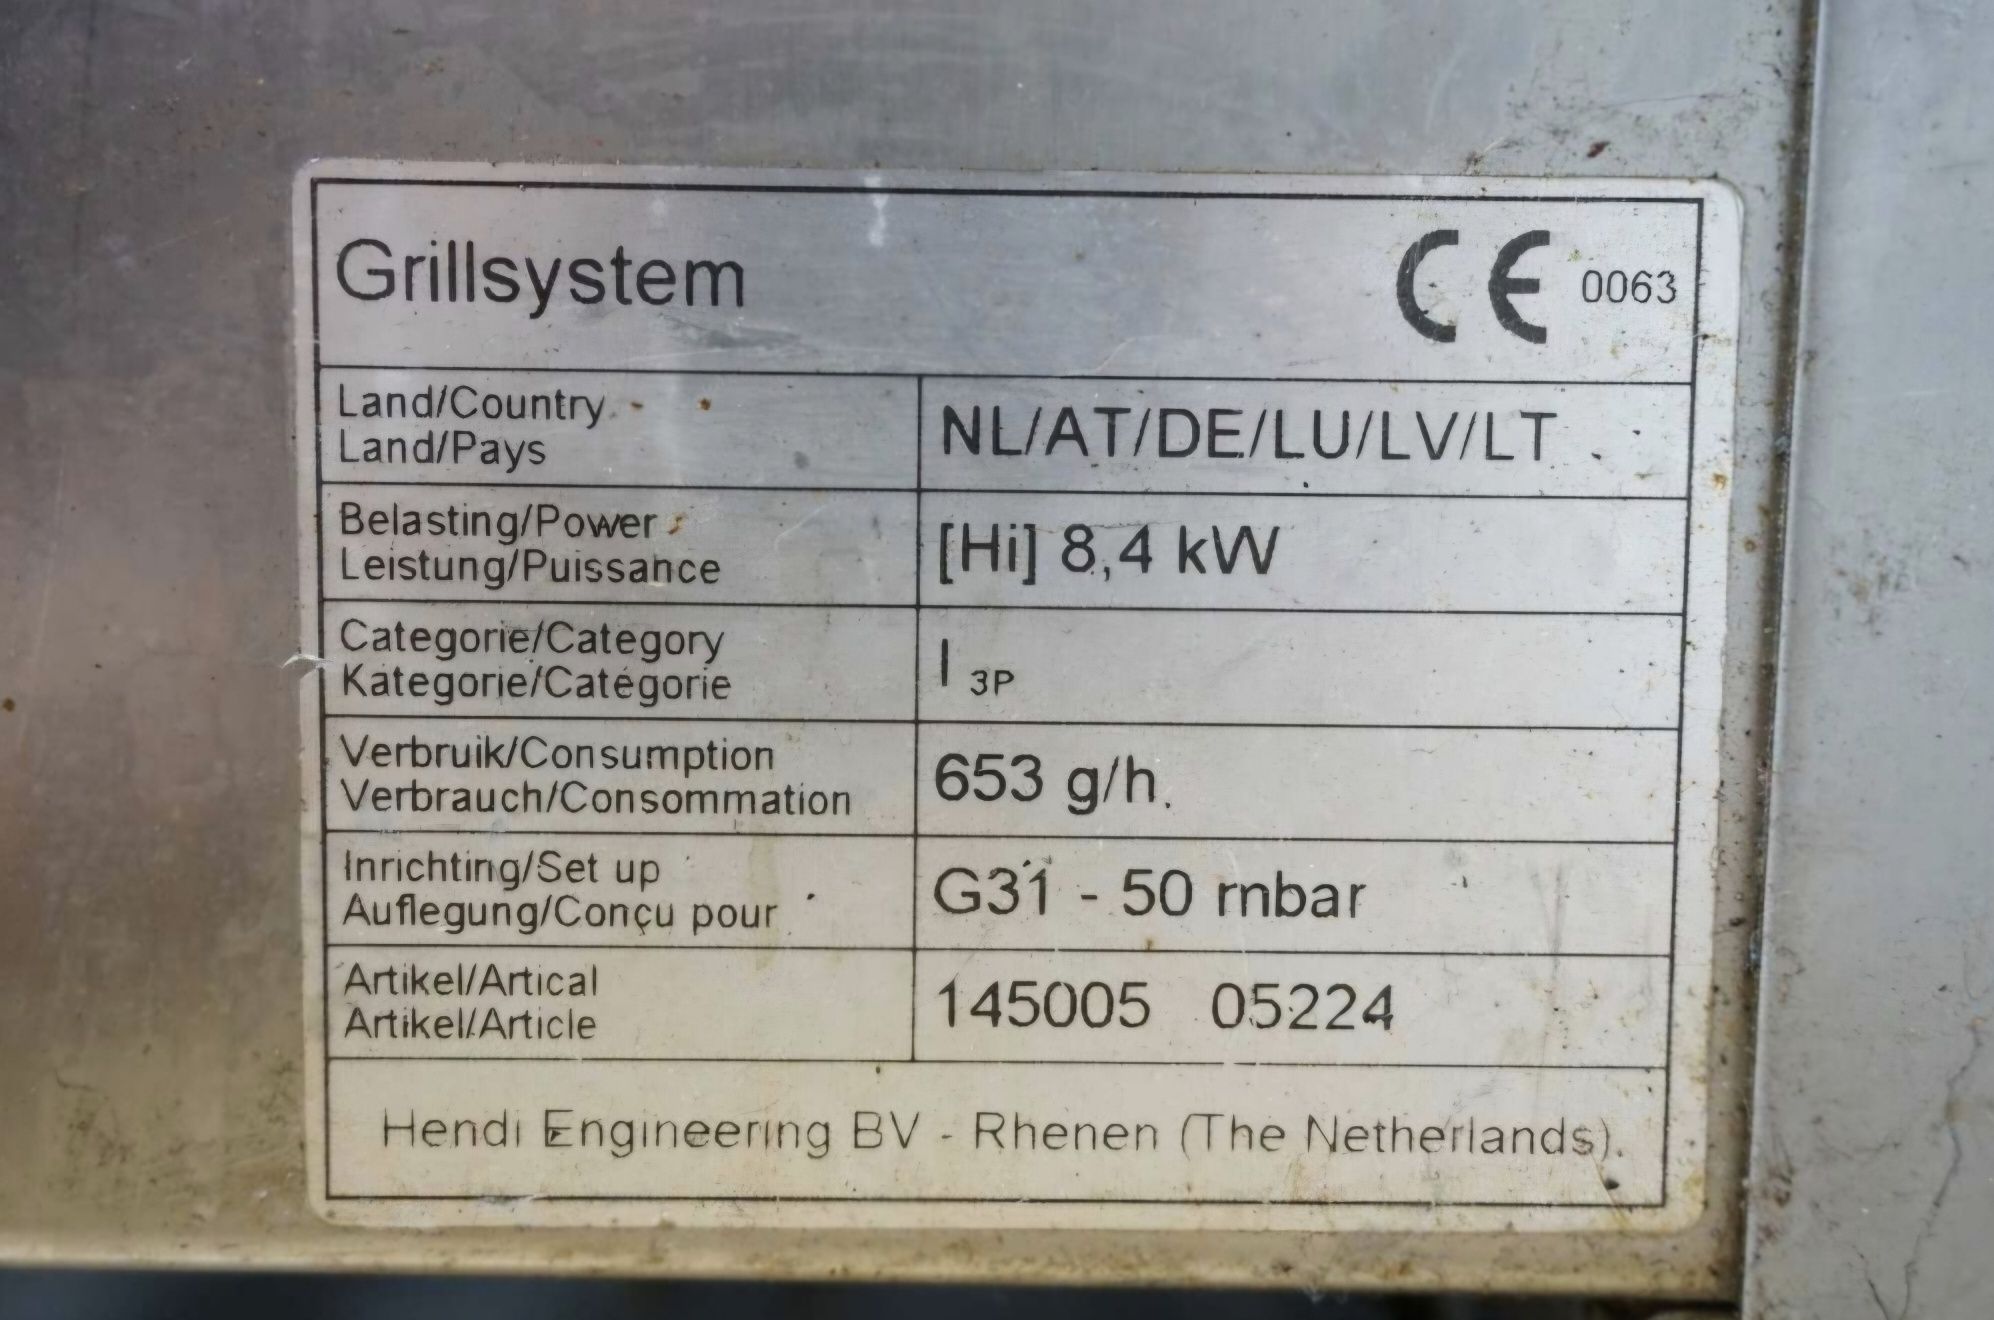 Grillsystem
CE 0063
Land/Country
Land/Pays
NL/AT/DE/LU/LV/LT
Belasting/Power
Leistung/Puissance
[Hi] 8,4 kW
Categorie/Category
Kategorie/Catégorie
I 3P
Verbruik/Consumption
Verbrauch/Consommation
653 g/h.
Inrichting/Set up
Auflegung/Conçu pour
G31 - 50 mbar
Artikel/Artical
Artikel/Article
145005 05224
Hendi Engineering BV - Rhenen (The Netherlands).